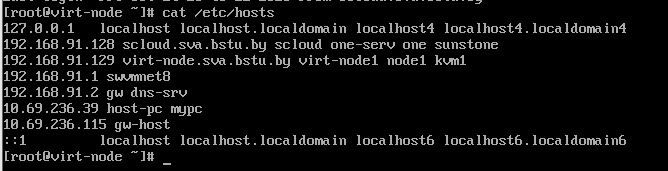 [root@virt-node ~]# cat /etc/hosts
127.0.0.1   localhost localhost.localdomain localhost4 localhost4.localdomain4
192.168.91.128 scloud.sva.bstu.by scloud one-serv one sunstone
192.168.91.129 virt-node.sva.bstu.by virt-node1 node1 kvm1
192.168.91.1 swvmnet8
192.168.91.2 gw dns-srv
10.69.236.39 host-pc mypc
10.69.236.115 gw-host
::1         localhost localhost.localdomain localhost6 localhost6.localdomain6
[root@virt-node ~]# _